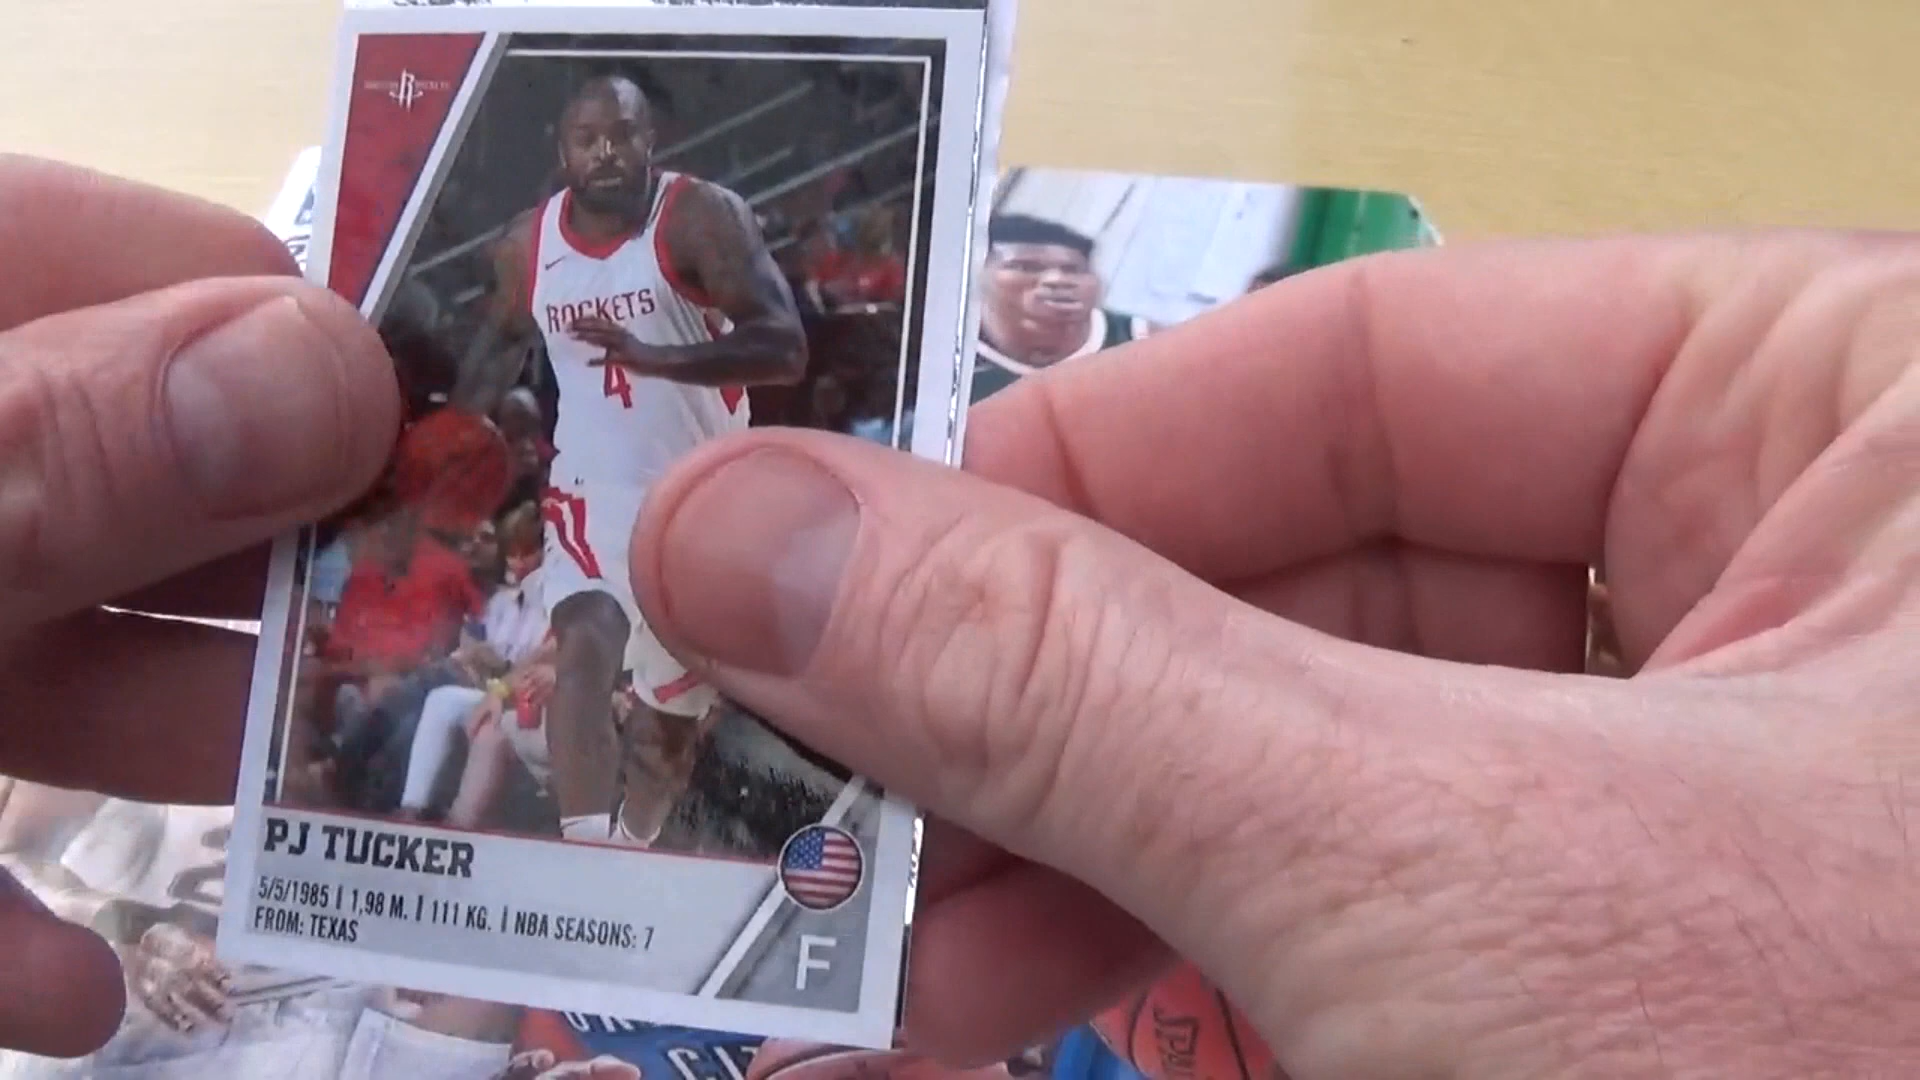 ROCKETS
4
PJ TUCKER
5/5/1985 | 1,98 M. | 111 KG. | NBA SEASONS: 7
FROM: TEXAS
F